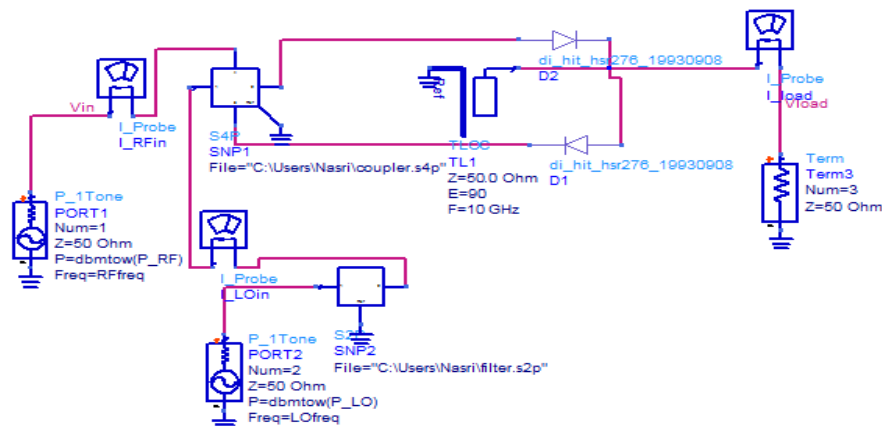 Vin
I_Probe
I_RFin
S4P
SNP1
File="C:\Users\Nasri\coupler.s4p"
Ref
TLOC
TL1
Z=50.0 Ohm
E=90
F=10 GHz
di_hit_hsr276_19930908
D2
di_hit_hsr276_19930908
D1
I_Probe
I_load
Vload
Term
Term3
Num=3
Z=50 Ohm
P_1Tone
PORT1
Num=1
Z=50 Ohm
P=dbmtow(P_RF)
Freq=RFfreq
I_Probe
I_LOin
P_1Tone
PORT2
Num=2
Z=50 Ohm
P=dbmtow(P_LO)
Freq=LOfreq
SNP2
File="C:\Users\Nasri\filter.s2p"